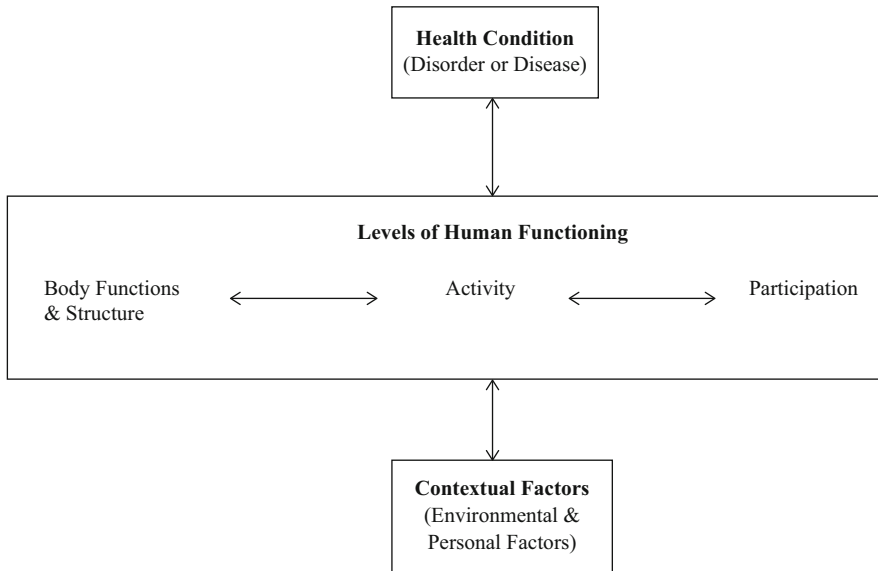 Health Condition
(Disorder or Disease)
Levels of Human Functioning
Body Functions
& Structure
Activity
Participation
Contextual Factors
(Environmental &
Personal Factors)